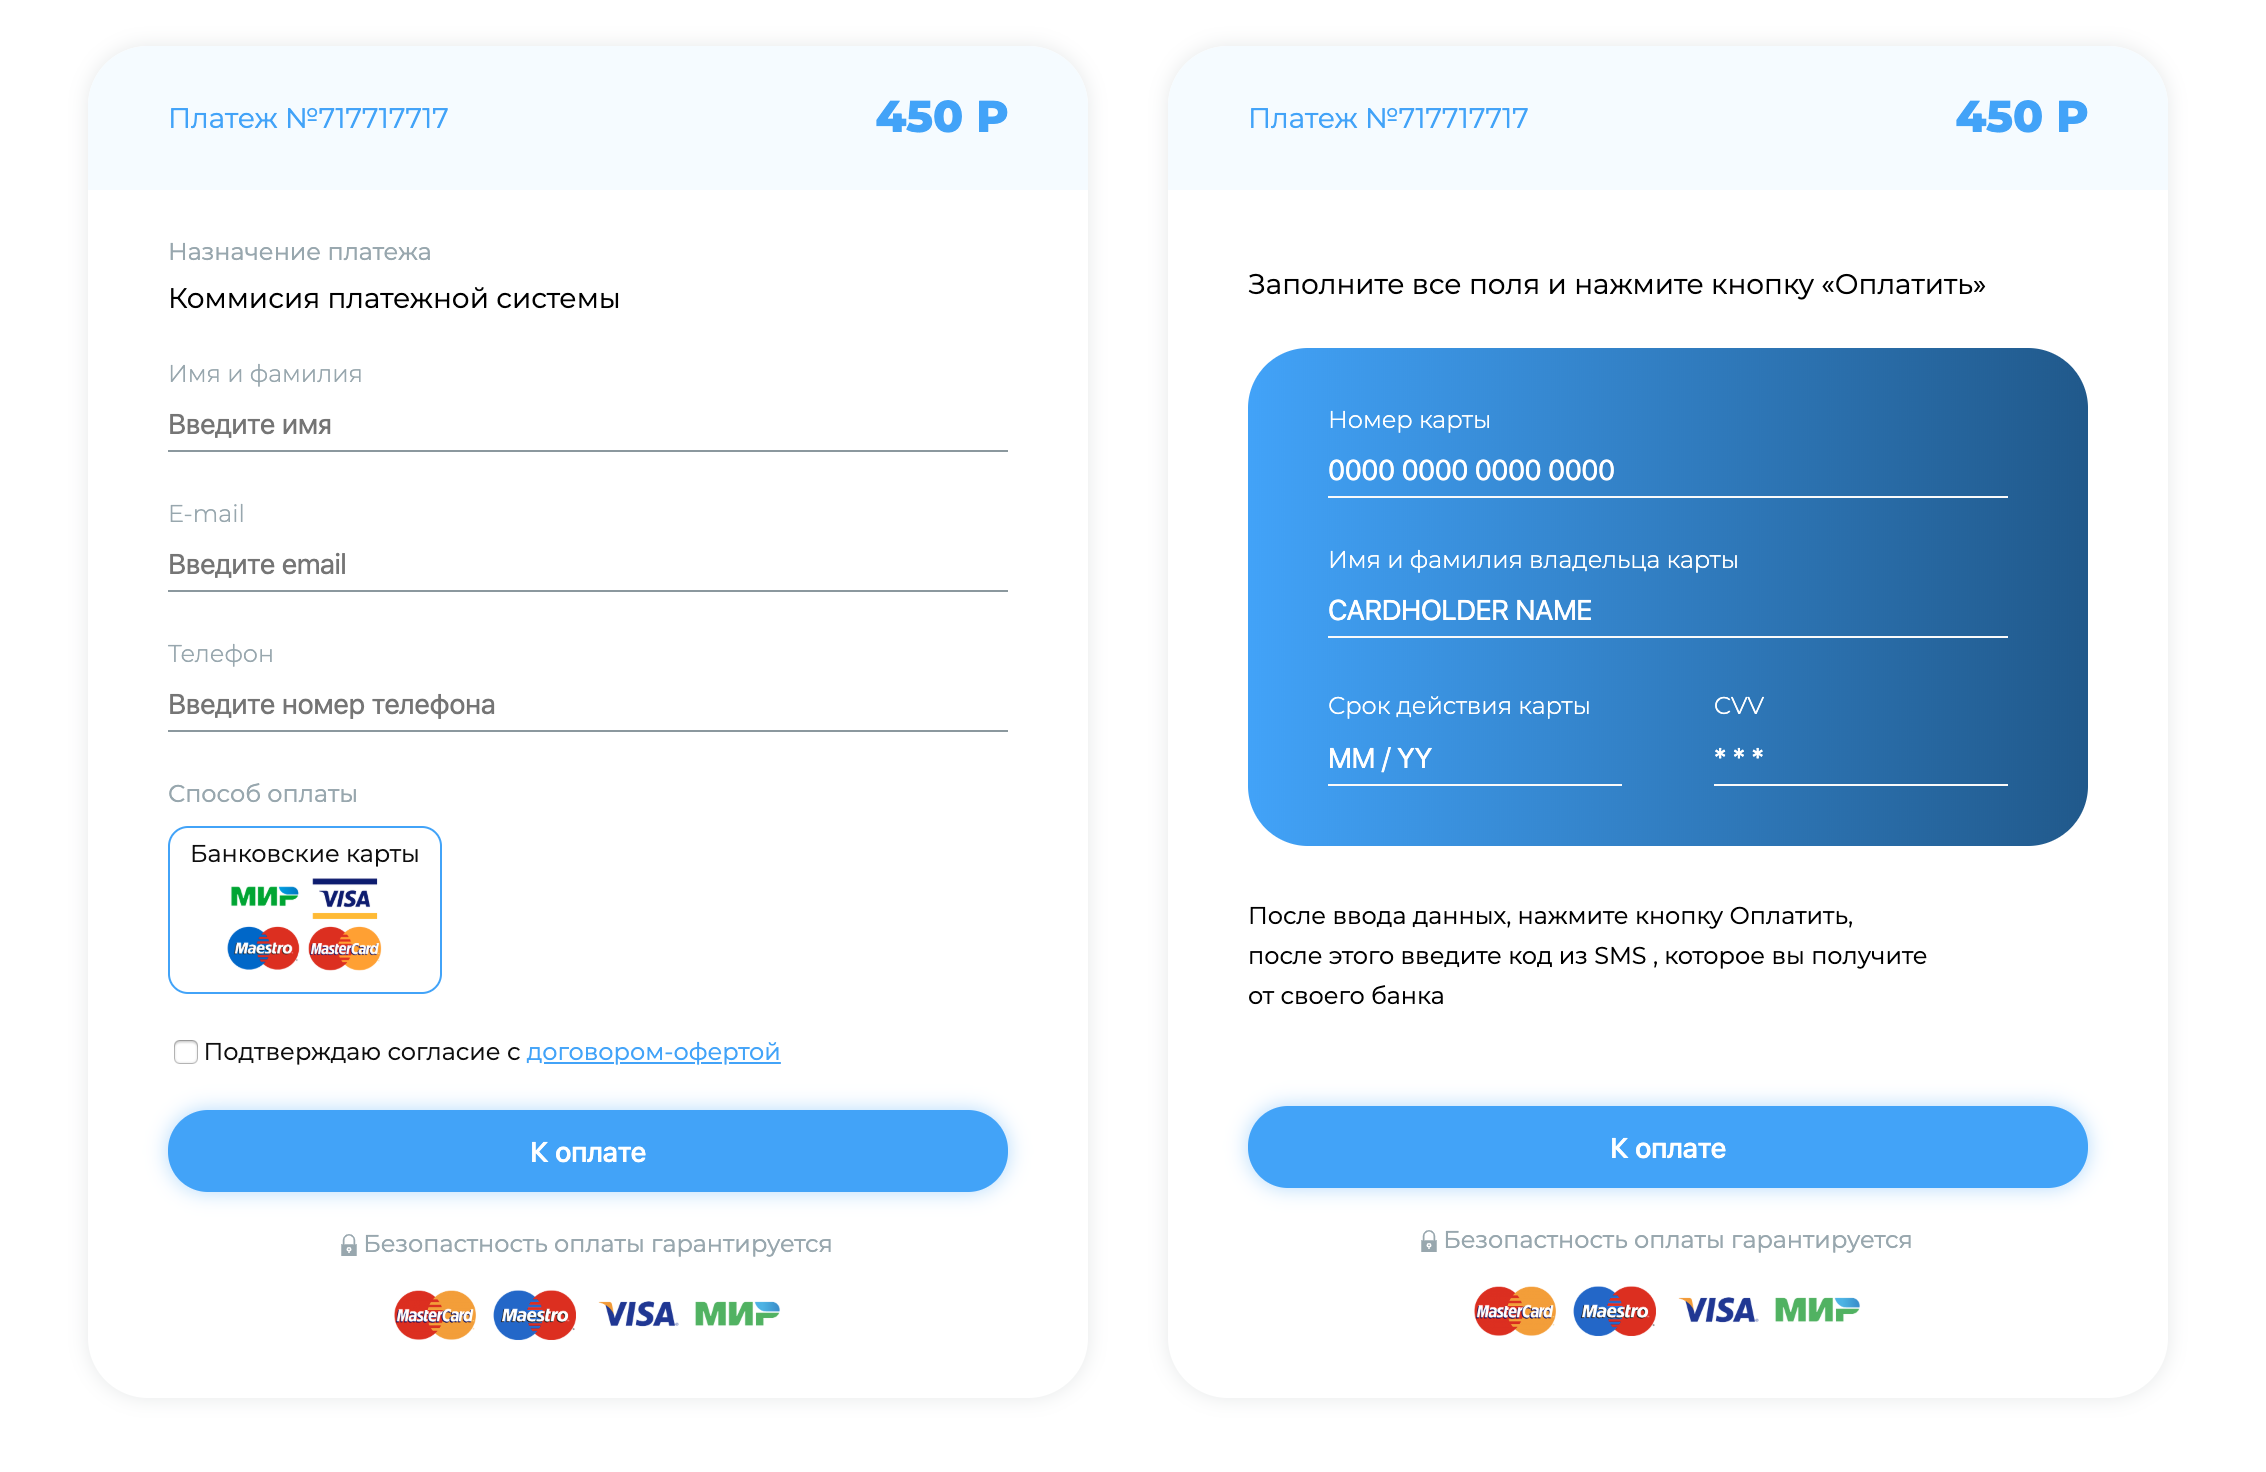 Платеж №717717717
450 Р
Назначение платежа
Коммисия платежной системы
Имя и фамилия
Введите имя
E-mail
Введите email
Телефон
Введите номер телефона
Способ оплаты
Банковские карты
МИР VISA
Maestro MasterCard
Подтверждаю согласие с договором-офертой
К оплате
Безопастность оплаты гарантируется
MasterCard Maestro VISA МИР
Платеж №717717717
450 Р
Заполните все поля и нажмите кнопку «Оплатить»
Номер карты
0000 0000 0000 0000
Имя и фамилия владельца карты
CARDHOLDER NAME
Срок действия карты
CVV
MM / YY
* * *
После ввода данных, нажмите кнопку Оплатить,
после этого введите код из SMS , которое вы получите
от своего банка
К оплате
Безопастность оплаты гарантируется
MasterCard Maestro VISA МИР